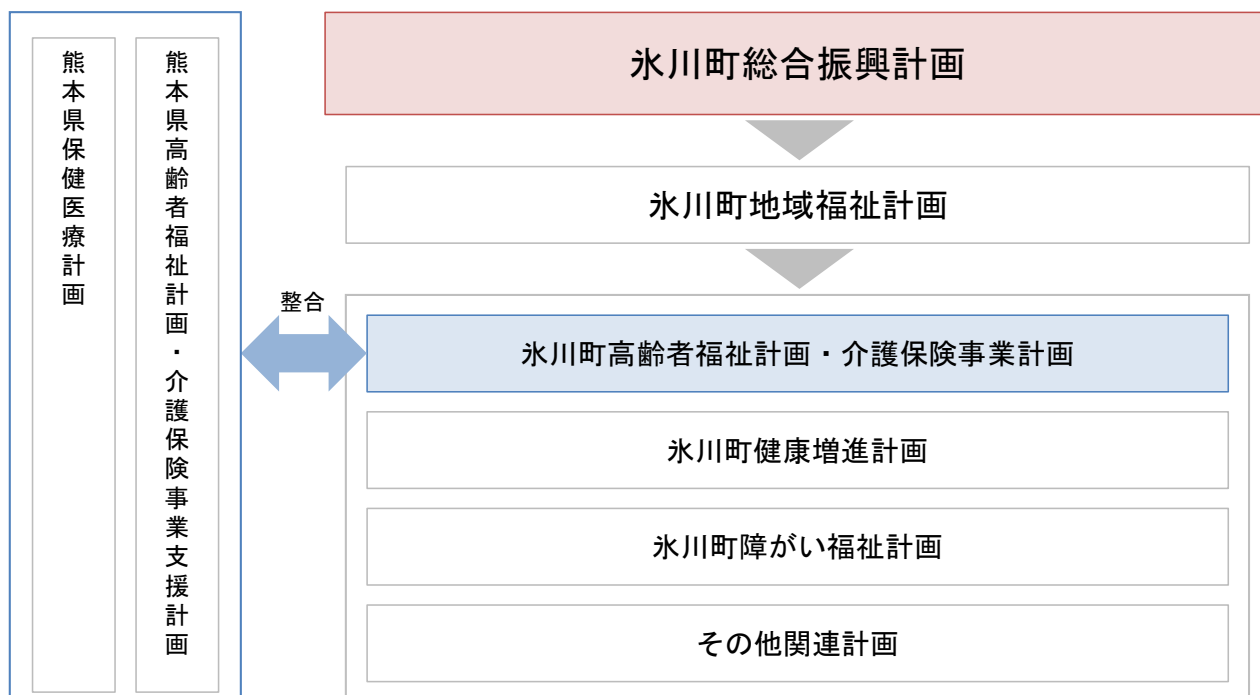 熊本県保健医療計画
熊本県高齢者福祉計画・介護保険事業支援計画
氷川町総合振興計画
氷川町地域福祉計画
整合
氷川町高齢者福祉計画・介護保険事業計画
氷川町健康増進計画
氷川町障がい福祉計画
その他関連計画